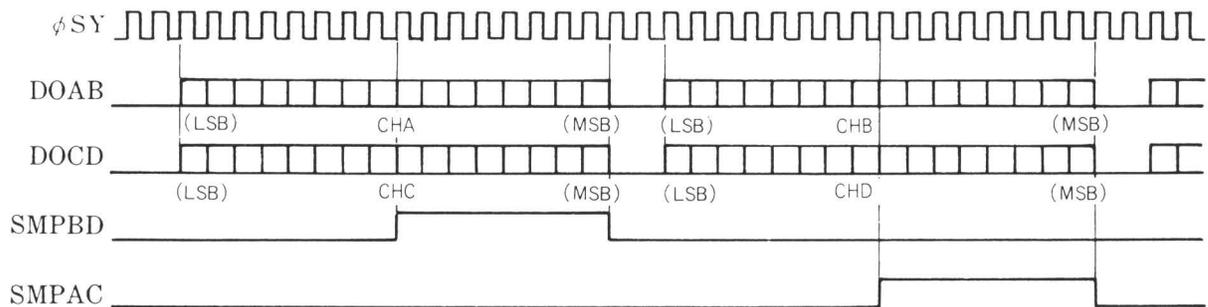 φSY
DOAB
(LSB) CHA (MSB) (LSB) CHB (MSB)
DOCD
(LSB) CHC (MSB) (LSB) CHD (MSB)
SMPBD
SMPAC